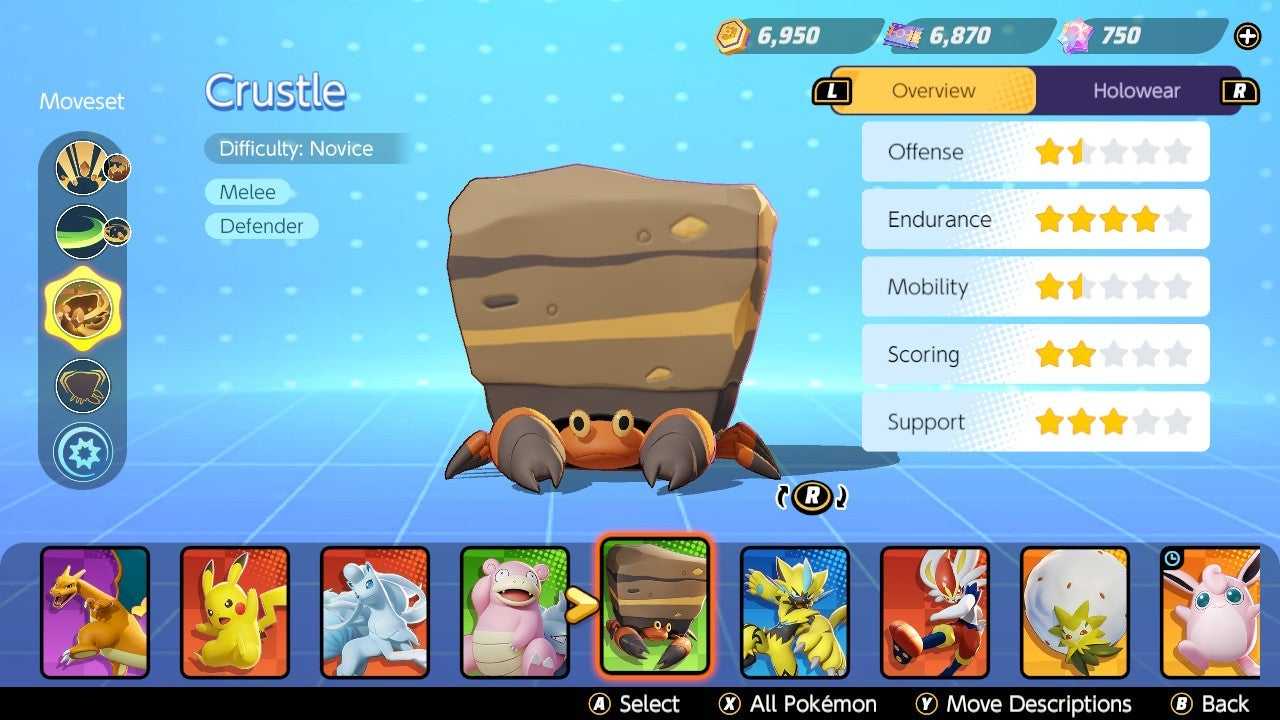 6,950
6,870
750
Moveset
Crustle
Difficulty: Novice
Melee
Defender
L
Overview
Holowear
R
Offense
Endurance
Mobility
Scoring
Support
R
A Select
X All Pokémon
Y Move Descriptions
B Back